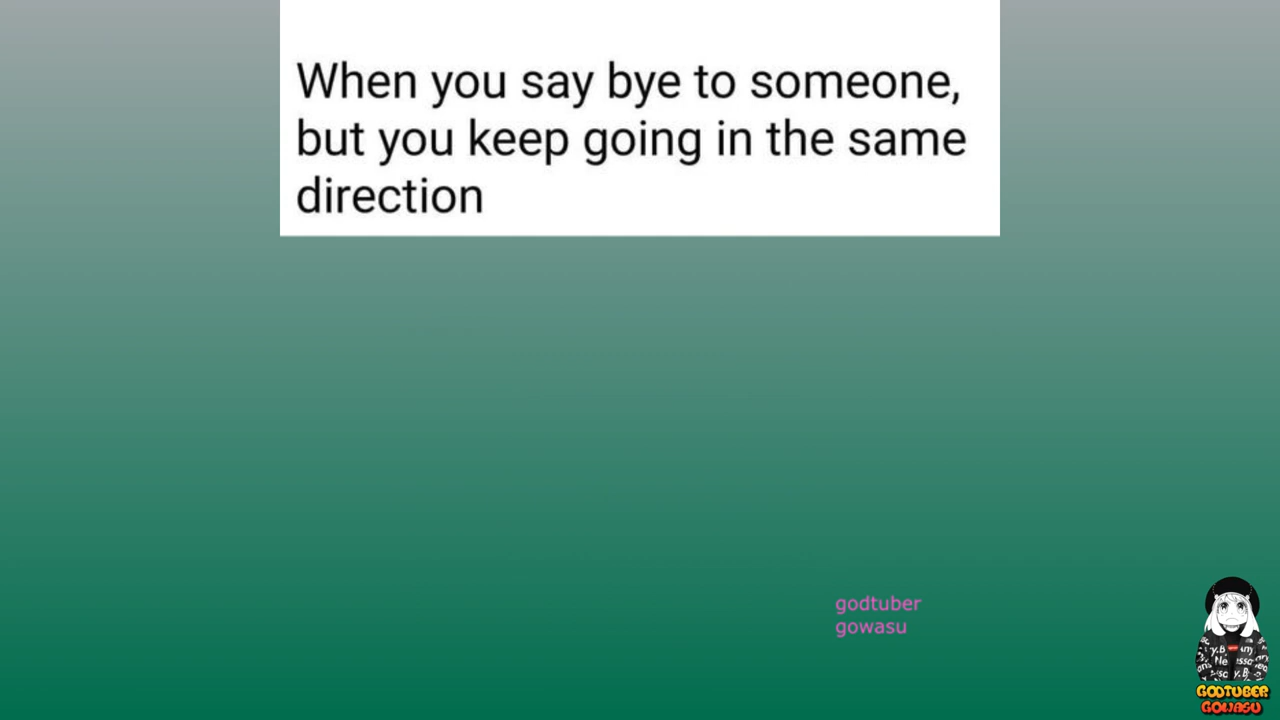 When you say bye to someone,
but you keep going in the same
direction
godtuber
gowasu
GODTUBER
GOWASU